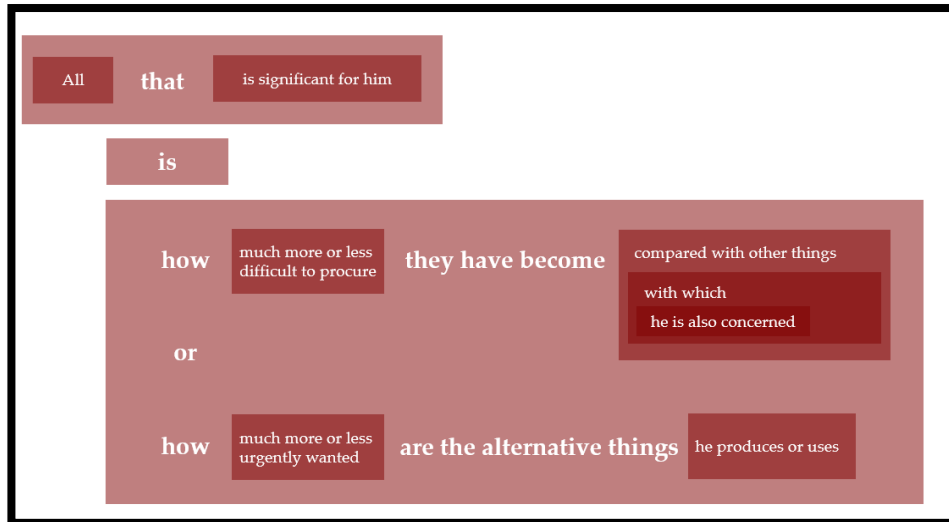 All that is significant for him
is
how much more or less difficult to procure they have become compared with other things
with which
he is also concerned
or
how much more or less urgently wanted are the alternative things he produces or uses